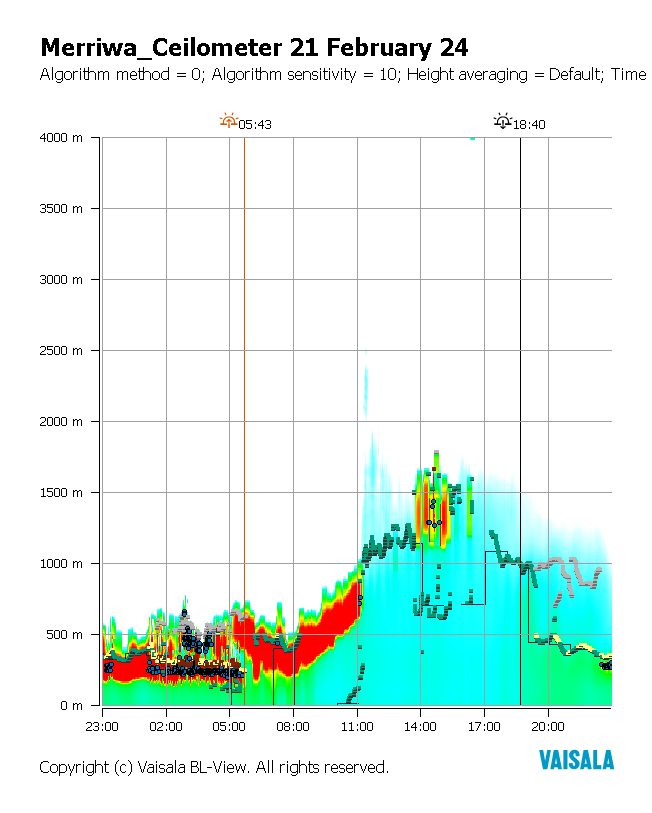 Merriwa_Ceilometer 21 February 24
Algorithm method = 0; Algorithm sensitivity = 10; Height averaging = Default; Time
05:43
18:40
4000 m
3500 m
3000 m
2500 m
2000 m
1500 m
1000 m
500 m
0 m
23:00 02:00 05:00 08:00 11:00 14:00 17:00 20:00
Copyright (c) Vaisala BL-View. All rights reserved.
VAISALA